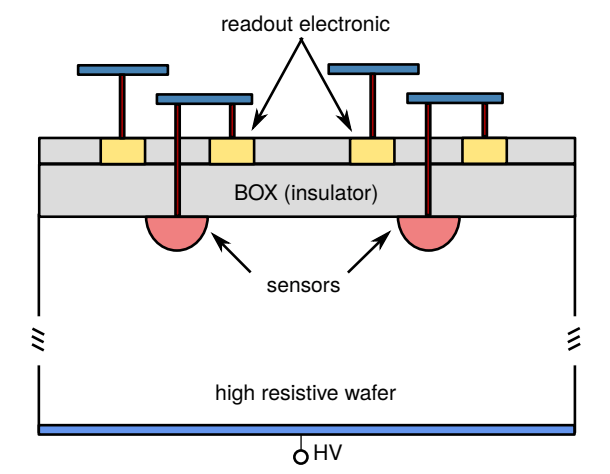 readout electronic
BOX (insulator)
sensors
high resistive wafer
HV